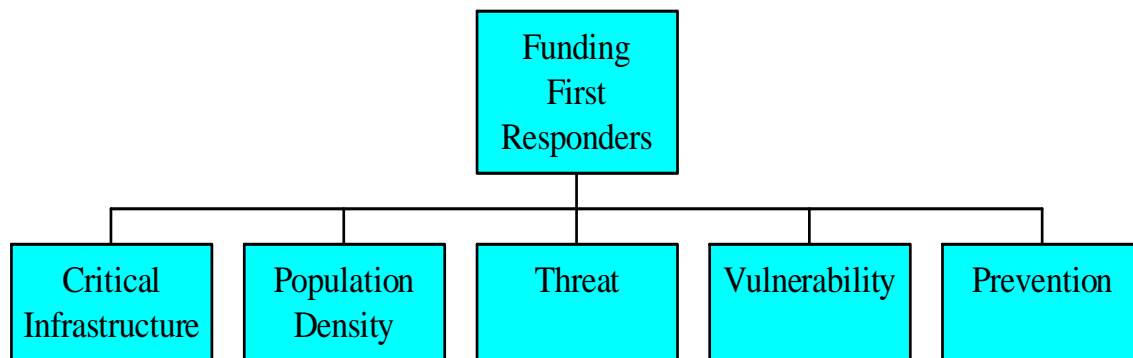 Funding
First
Responders
Critical
Infrastructure
Population
Density
Threat
Vulnerability
Prevention